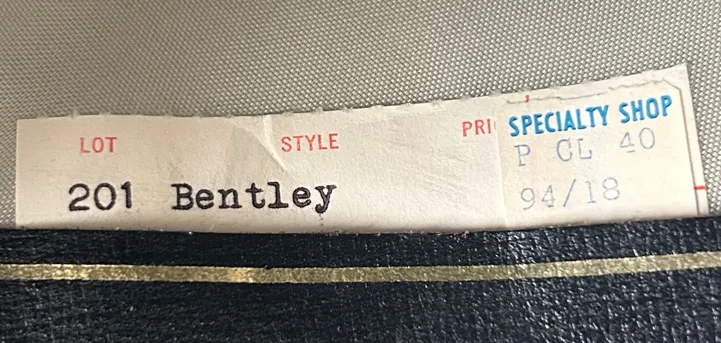 LOT STYLE PRI
201 Bentley
SPECIALTY SHOP
P CL 40
94/18